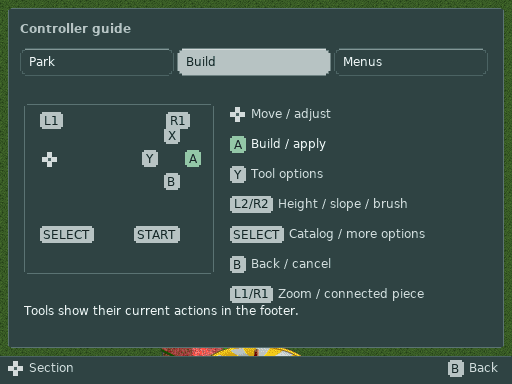 Controller guide
Park
Build
Menus
L1
R1
X
Y
A
B
SELECT
START
Move / adjust
A Build / apply
Y Tool options
L2/R2 Height / slope / brush
SELECT Catalog / more options
B Back / cancel
L1/R1 Zoom / connected piece
Tools show their current actions in the footer.
Section
B Back